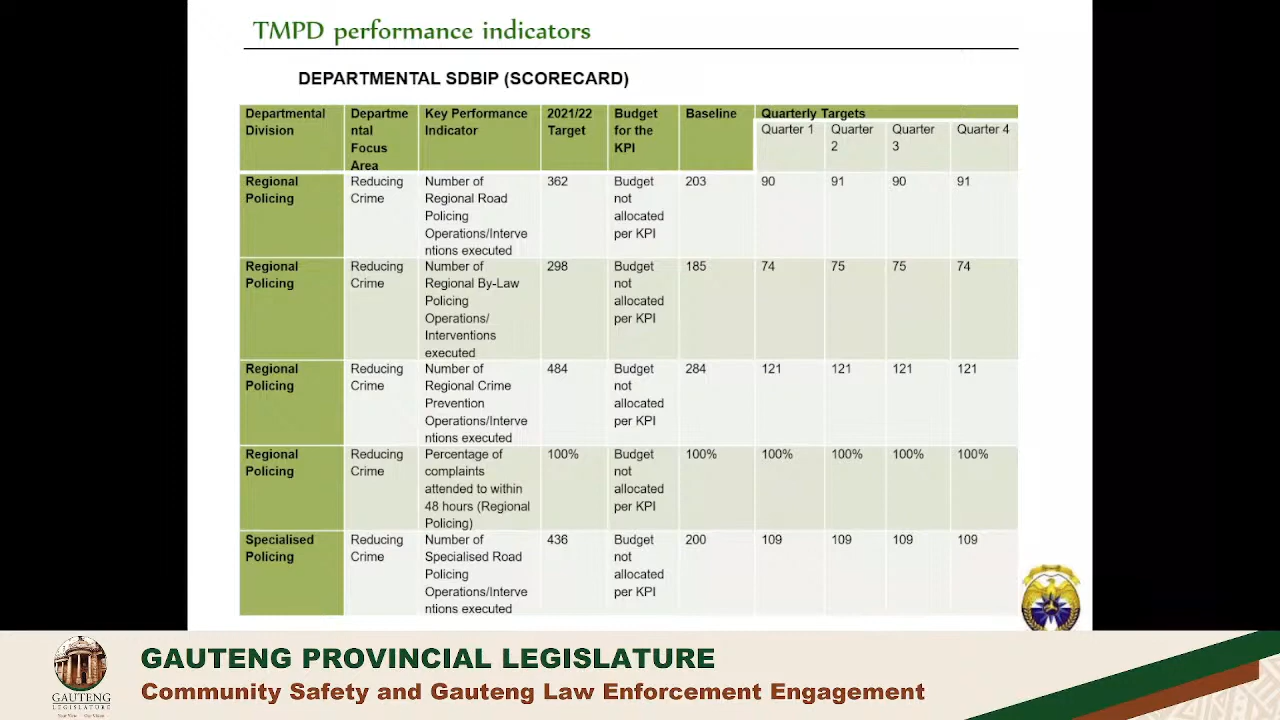 TMPD performance indicators
DEPARTMENTAL SDBIP (SCORECARD)
Departmental Division
Departme
ntal
Focus
Area
Key Performance
Indicator
2021/22
Target
Budget
for the
KPI
Baseline
Quarterly Targets
Quarter 1
Quarter
2
Quarter
3
Quarter 4
Regional
Policing
Reducing
Crime
Number of
Regional Road
Policing
Operations/Interve
ntions executed
362
Budget
not
allocated
per KPI
203
90
91
90
91
Regional
Policing
Reducing
Crime
Number of
Regional By-Law
Policing
Operations/
Interventions
executed
298
Budget
not
allocated
per KPI
185
74
75
75
74
Regional
Policing
Reducing
Crime
Number of
Regional Crime
Prevention
Operations/Interve
ntions executed
484
Budget
not
allocated
per KPI
284
121
121
121
121
Regional
Policing
Reducing
Crime
Percentage of
complaints
attended to within
48 hours (Regional
Policing)
100%
Budget
not
allocated
per KPI
100%
100%
100%
100%
100%
Specialised
Policing
Reducing
Crime
Number of
Specialised Road
Policing
Operations/Interve
ntions executed
436
Budget
not
allocated
per KPI
200
109
109
109
109
GAUTENG PROVINCIAL LEGISLATURE
Community Safety and Gauteng Law Enforcement Engagement
GAUTENG
LEGISLATURE